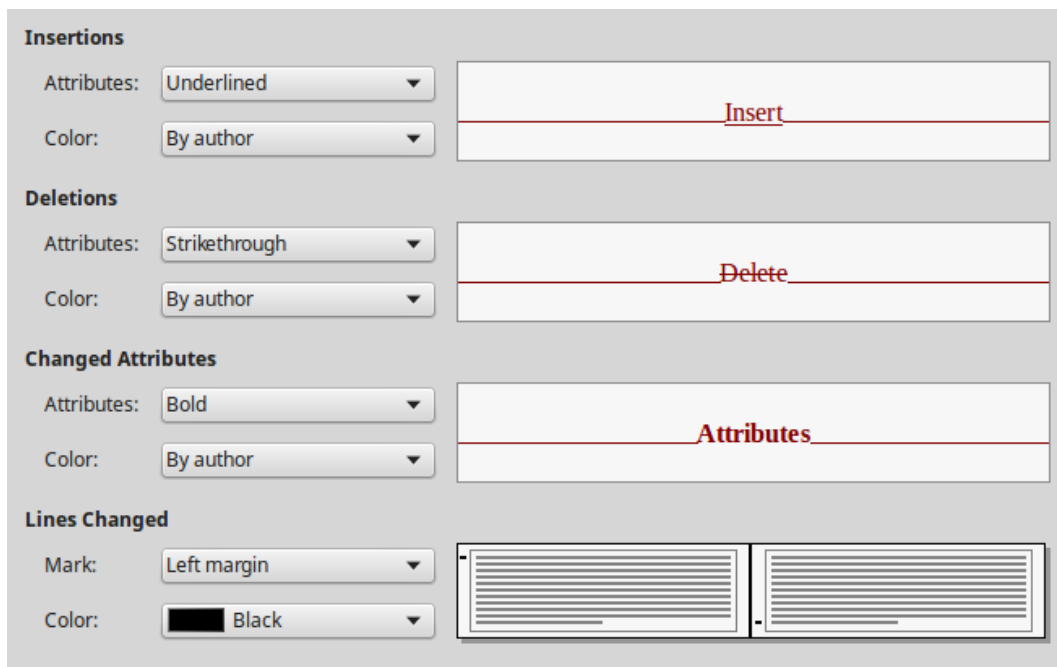 Insertions
Attributes: Underlined
Insert
Color: By author
Deletions
Attributes: Strikethrough
Delete
Color: By author
Changed Attributes
Attributes: Bold
Attributes
Color: By author
Lines Changed
Mark: Left margin
Color: Black